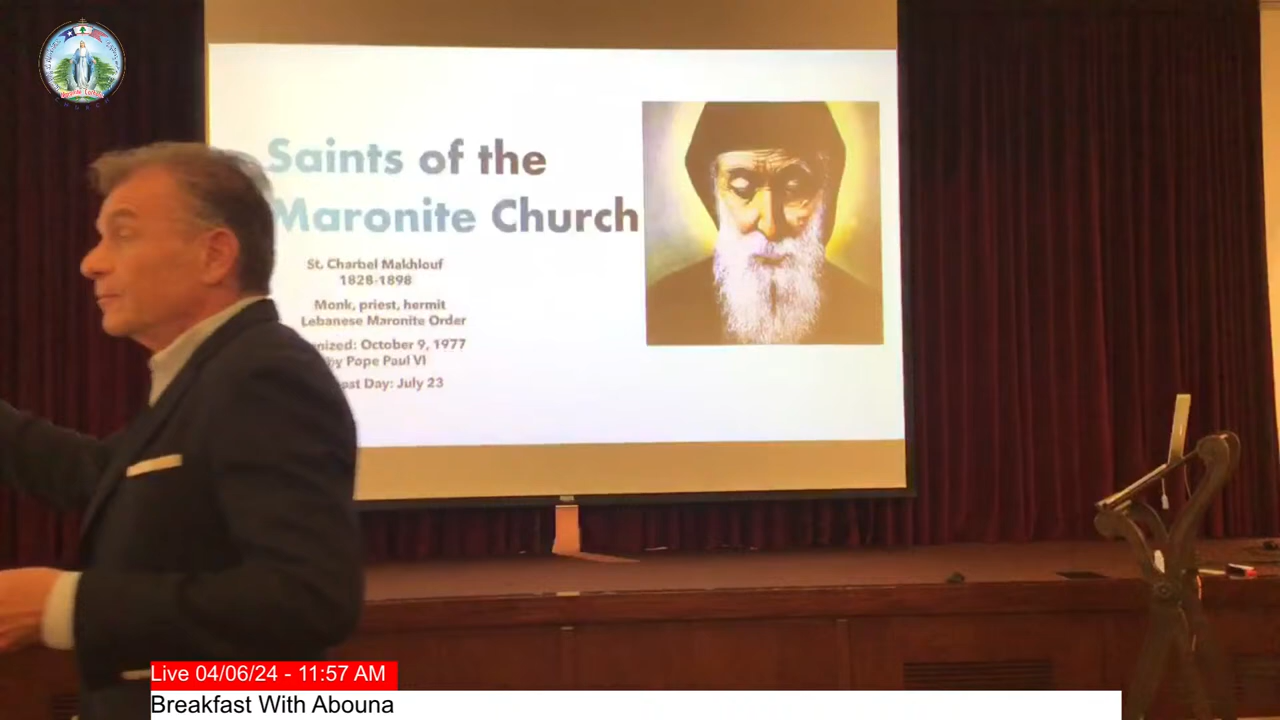 Saints of the
Maronite Church
St. Charbel Makhlouf
1828-1898
Monk, priest, hermit
Lebanese Maronite Order
nized: October 9, 1977
by Pope Paul VI
ast Day: July 23
Live 04/06/24 - 11:57 AM
Breakfast With Abouna